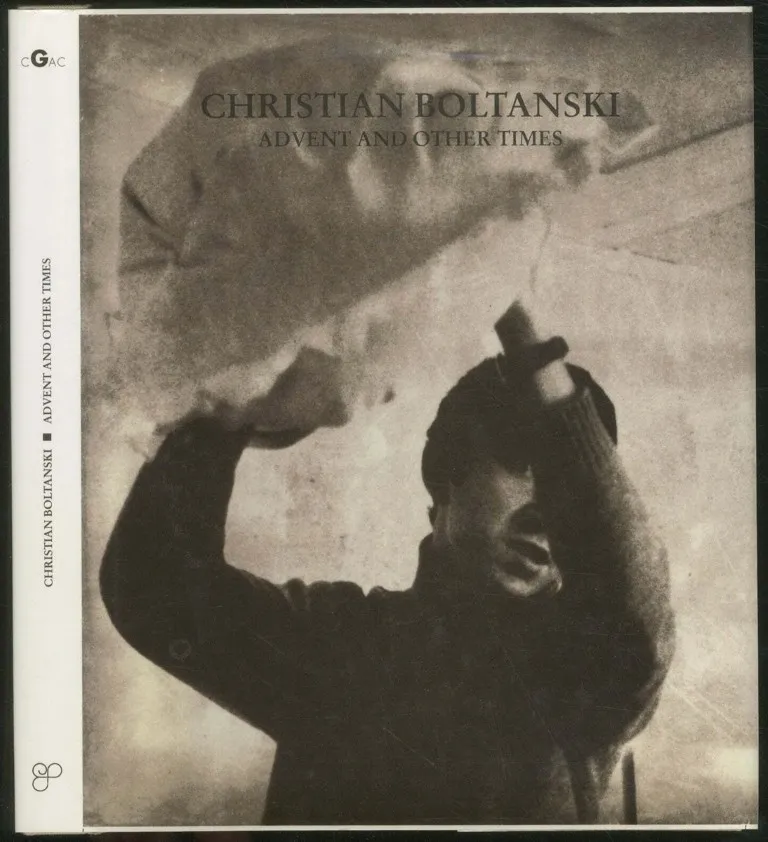 CGAC
CHRISTIAN BOLTANSKI ■ ADVENT AND OTHER TIMES
CHRISTIAN BOLTANSKI
ADVENT AND OTHER TIMES